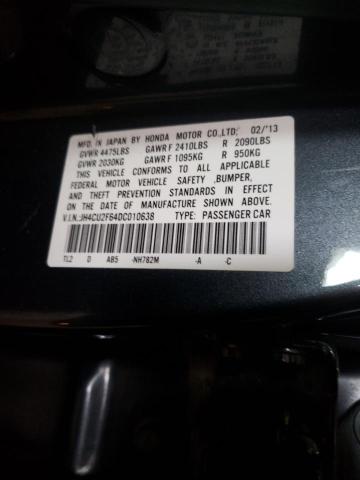 MFD. IN JAPAN BY HONDA MOTOR CO.,LTD; 02/'13
GVWR 4475LBS GAWR F 2410LBS R 2090LBS
GVWR 2030KG GAWR F 1095KG R 950KG
THIS VEHICLE CONFORMS TO ALL APPLICABLE
FEDERAL MOTOR VEHICLE SAFETY ,BUMPER,
AND THEFT PREVENTION STANDARDS IN EFFECT
ON THE DATE OF MANUFACTURE SHOWN ABOVE.
V.I.N.:JH4CU2F64DC010638 TYPE: PASSENGER CAR
TL2 D AB5 -NH782M -A -C